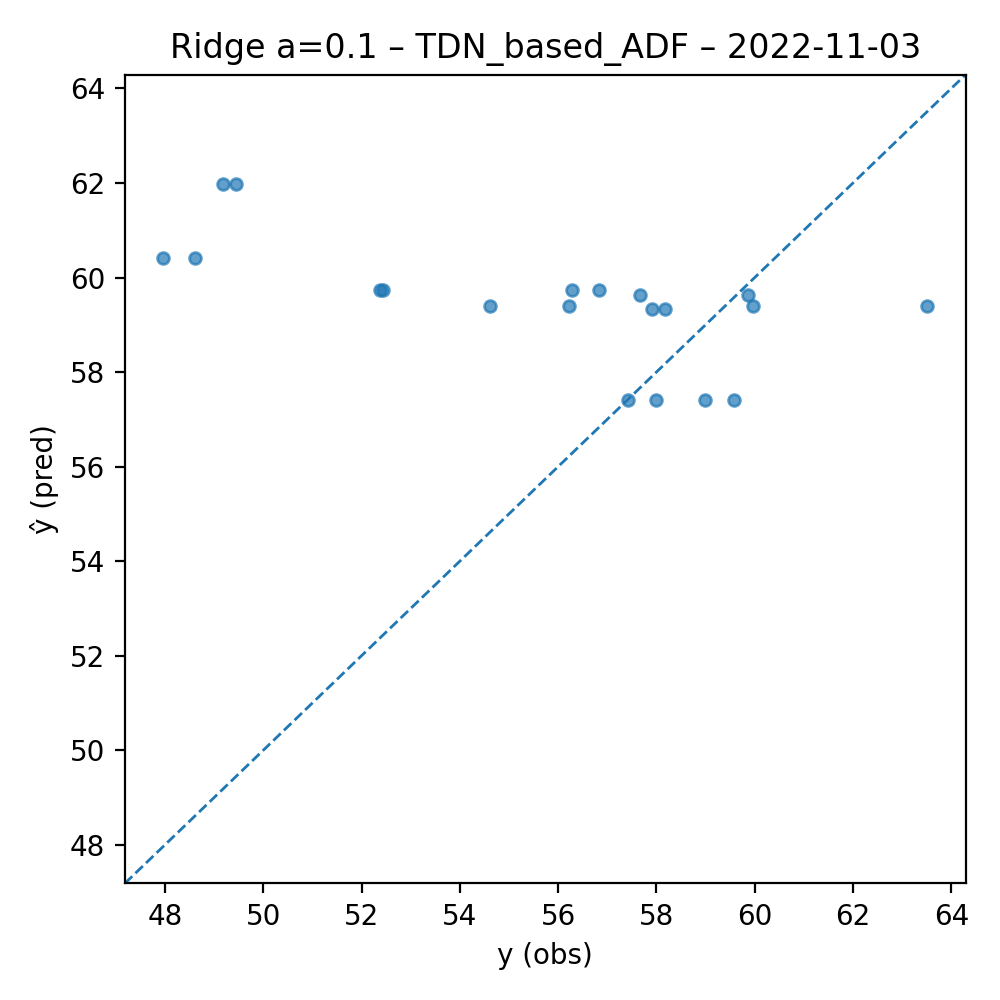 Ridge a=0.1 – TDN_based_ADF – 2022-11-03
64
62
60
58
56
54
52
50
48
ŷ (pred)
48 50 52 54 56 58 60 62 64
y (obs)